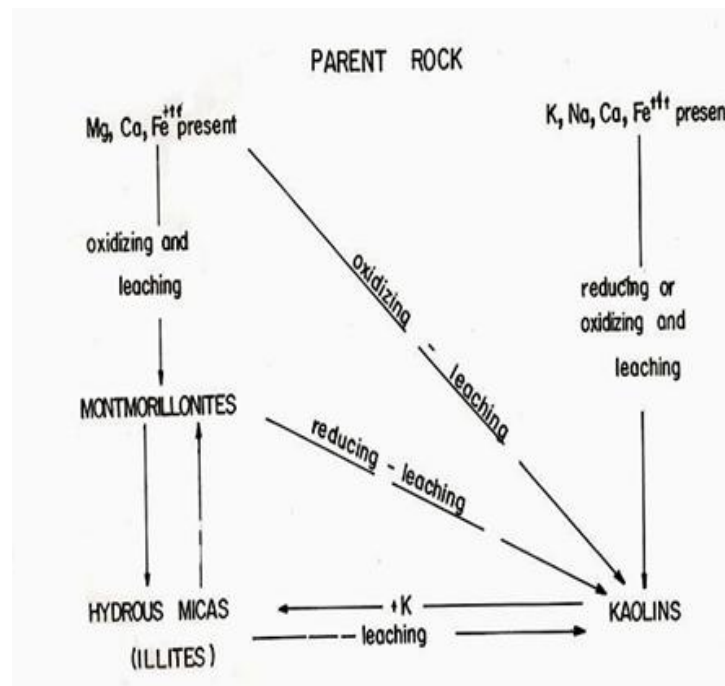 PARENT ROCK
Mg, Ca, Fe+++ present
K, Na, Ca, Fe+++ presen
oxidizing and
leaching
oxidizing - leaching
reducing or
oxidizing and
leaching
MONTMORILLONITES
reducing - leaching
HYDROUS MICAS
(ILLITES)
+K
leaching
KAOLINS